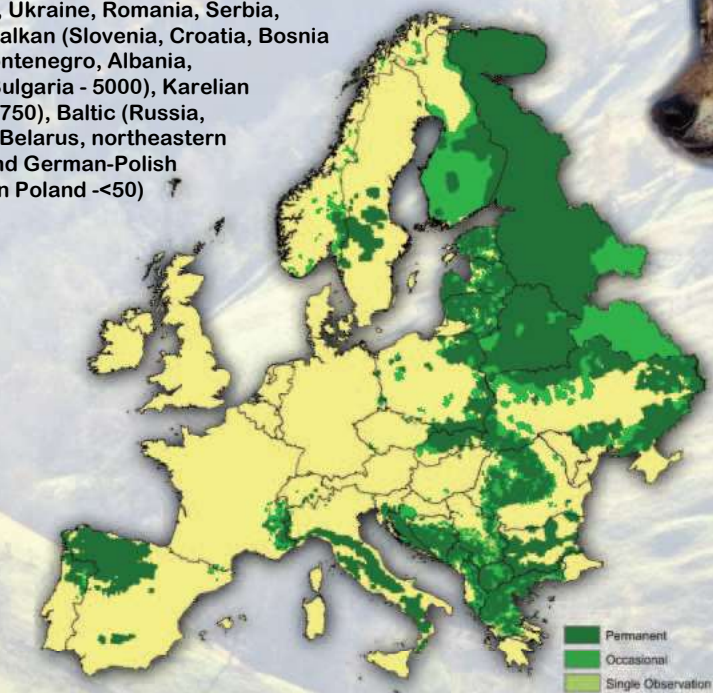 , Ukraine, Romania, Serbia,
alkan (Slovenia, Croatia, Bosnia
ntenegro, Albania,
Bulgaria - 5000), Karelian
750), Baltic (Russia,
Belarus, northeastern
nd German-Polish
n Poland -<50)
Permanent
Occasional
Single Observation